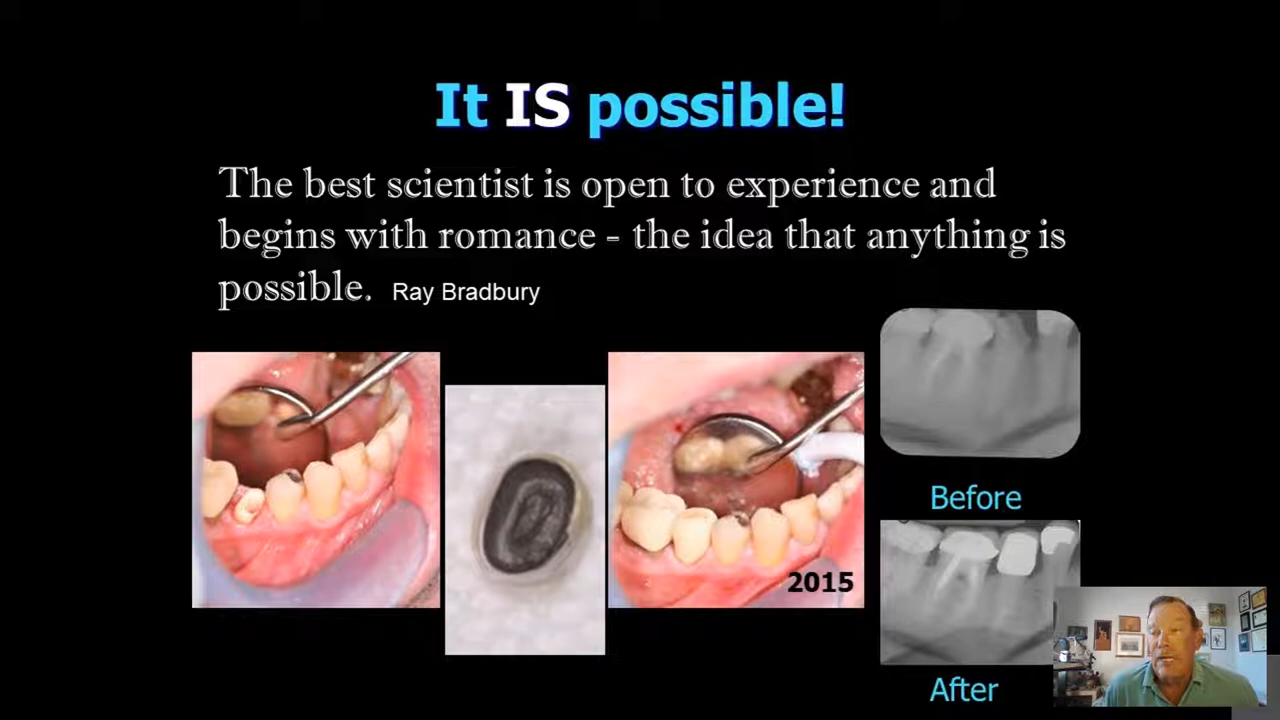 It IS possible!
The best scientist is open to experience and
begins with romance - the idea that anything is
possible. Ray Bradbury
2015
Before
After